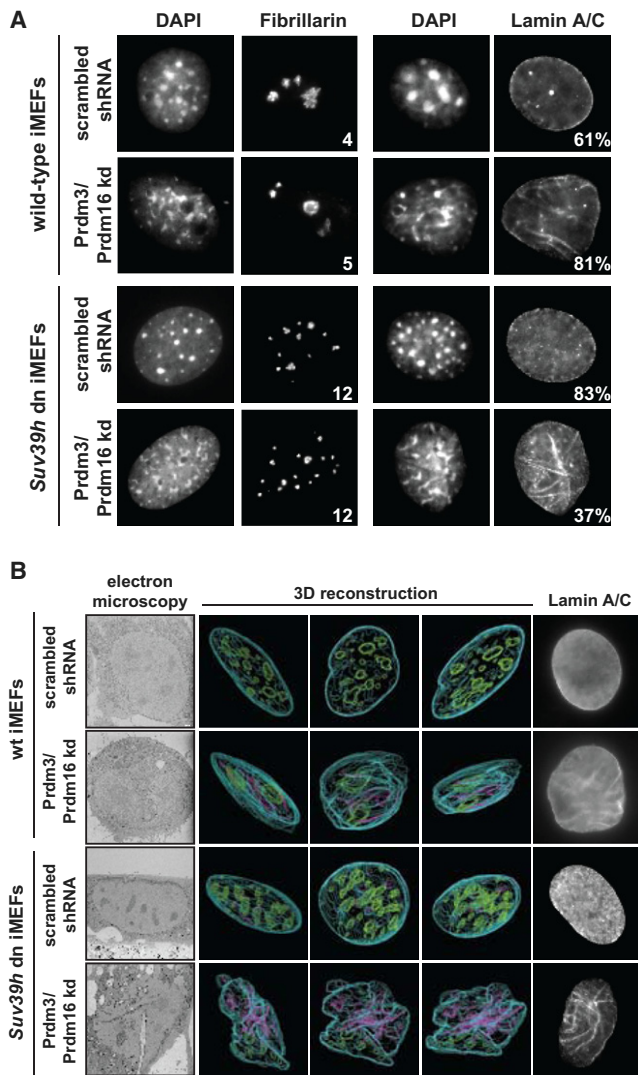 A
DAPI Fibrillarin DAPI Lamin A/C
wild-type iMEFs
scrambled
shRNA
4
61%
Prdm3/
Prdm16 kd
5
81%
Suv39h dn iMEFs
scrambled
shRNA
12
83%
Prdm3/
Prdm16 kd
12
37%
B
electron
microscopy
3D reconstruction
Lamin A/C
wt iMEFs
scrambled
shRNA
Prdm3/
Prdm16 kd
Suv39h dn iMEFs
scrambled
shRNA
Prdm3/
Prdm16 kd